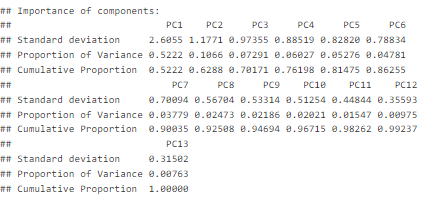 ## Importance of components:
## PC1 PC2 PC3 PC4 PC5 PC6
## Standard deviation 2.6055 1.1771 0.97355 0.88519 0.82820 0.78834
## Proportion of Variance 0.5222 0.1066 0.07291 0.06027 0.05276 0.04781
## Cumulative Proportion 0.5222 0.6288 0.70171 0.76198 0.81475 0.86255
## PC7 PC8 PC9 PC10 PC11 PC12
## Standard deviation 0.70094 0.56704 0.53314 0.51254 0.44844 0.35593
## Proportion of Variance 0.03779 0.02473 0.02186 0.02021 0.01547 0.00975
## Cumulative Proportion 0.90035 0.92508 0.94694 0.96715 0.98262 0.99237
## PC13
## Standard deviation 0.31502
## Proportion of Variance 0.00763
## Cumulative Proportion 1.00000